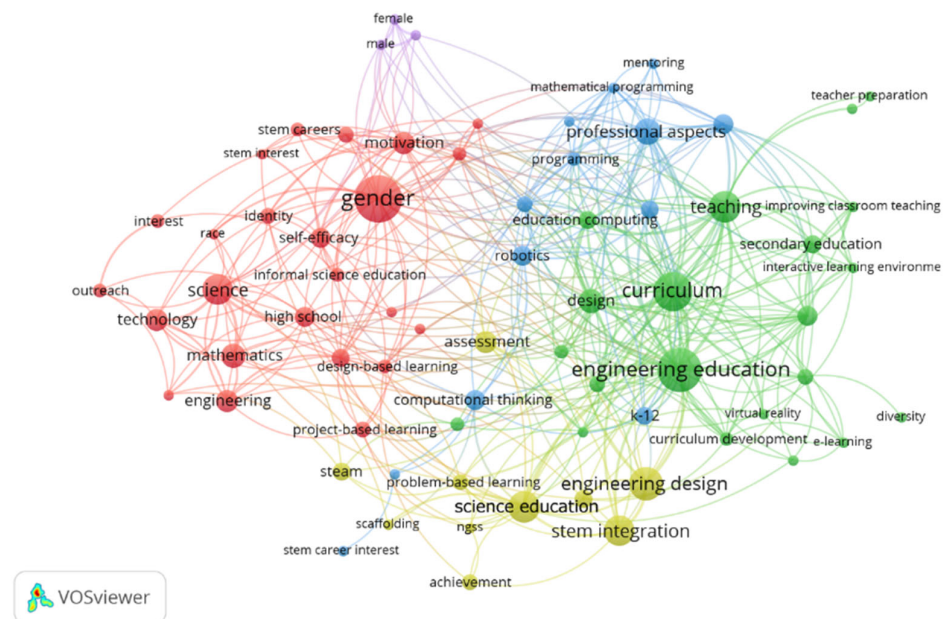 female
male
mentoring
mathematical programming
teacher preparation
stem careers
professional aspects
motivation
stem interest
programming
gender
teaching
improving classroom teaching
interest
identity
education computing
race
self-efficacy
secondary education
robotics
informal science education
interactive learning environme
outreach
science
curriculum
design
technology
high school
assessment
mathematics
design-based learning
engineering education
engineering
computational thinking
k-12
virtual reality
diversity
project-based learning
curriculum development
e-learning
steam
problem-based learning
engineering design
science education
scaffolding
ngss
stem integration
stem career interest
achievement
VOSviewer